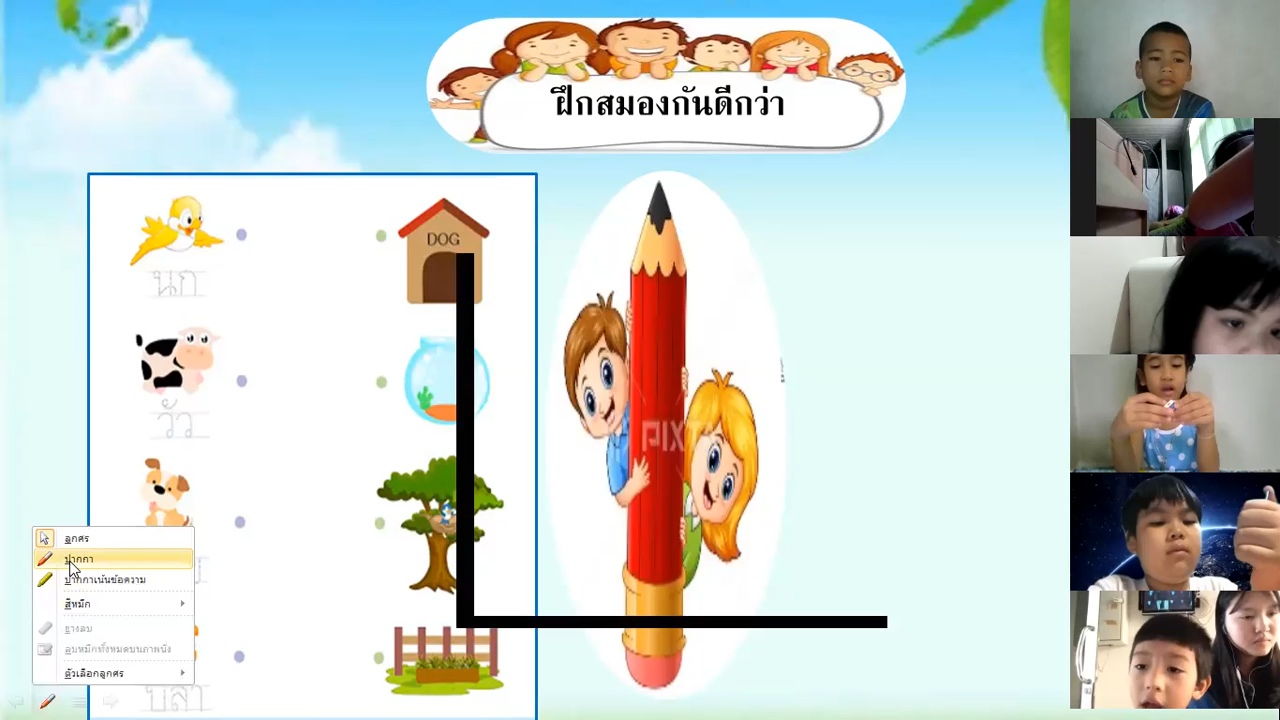 ฝึกสมองกันดีกว่า
DOG
นก
วัว
PIXTA
ลูกศร
ปากกา
ปากกาเน้นข้อความ
สีหมึก
ยางลบ
ลบหมึกทั้งหมดบนภาพนิ่ง
ตัวเลือกลูกศร
ปลา